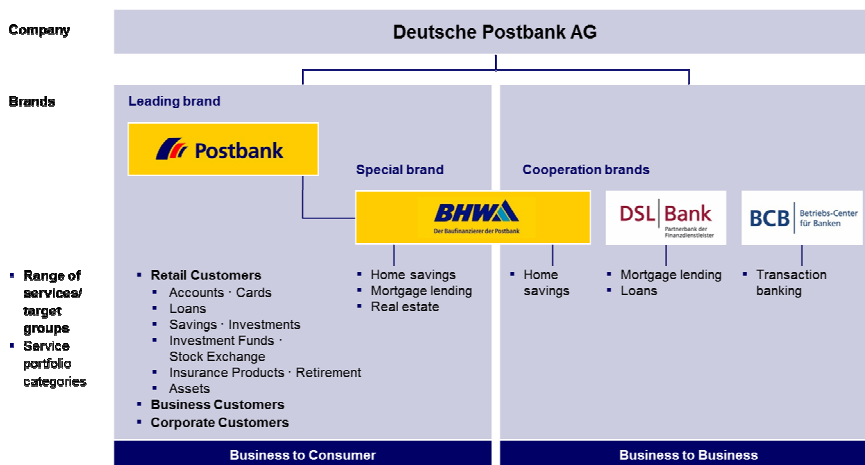 Company
Deutsche Postbank AG
Brands
Leading brand
Postbank
Special brand
Cooperation brands
BHW
Der Baufinanzierer der Postbank
DSL Bank
Partnerbank der
Finanzdienstleister
BCB
Betriebs-Center
für Banken
▪ Range of
services/
target
groups
▪ Service
portfolio
categories
▪ Retail Customers
▪ Accounts · Cards
▪ Loans
▪ Savings · Investments
▪ Investment Funds ·
Stock Exchange
▪ Insurance Products · Retirement
▪ Assets
▪ Business Customers
▪ Corporate Customers
▪ Home savings
▪ Mortgage lending
▪ Real estate
▪ Home
savings
▪ Mortgage lending
▪ Loans
▪ Transaction
banking
Business to Consumer
Business to Business